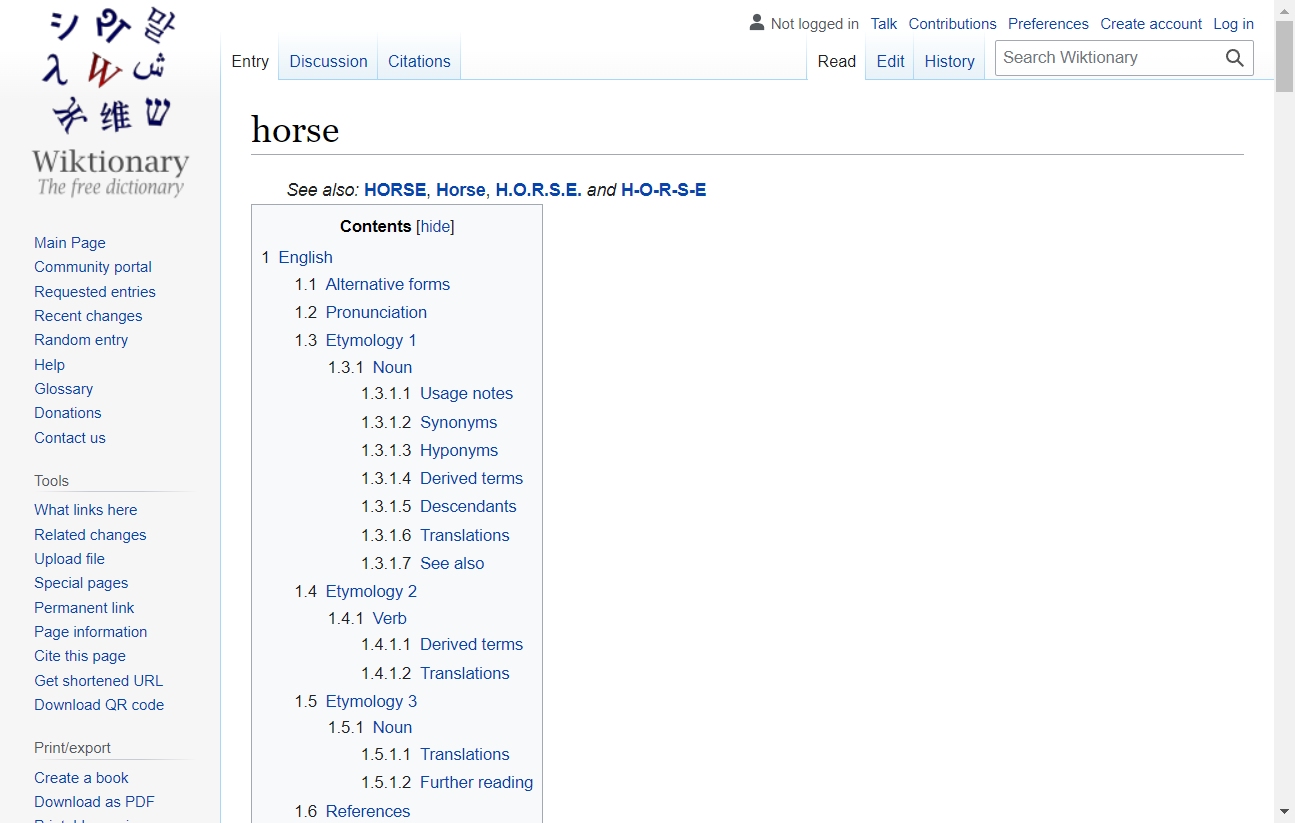 Not logged in Talk Contributions Preferences Create account Log in
Entry Discussion Citations Read Edit History Search Wiktionary
Wiktionary
The free dictionary
Main Page
Community portal
Requested entries
Recent changes
Random entry
Help
Glossary
Donations
Contact us
Tools
What links here
Related changes
Upload file
Special pages
Permanent link
Page information
Cite this page
Get shortened URL
Download QR code
Print/export
Create a book
Download as PDF
horse
See also: HORSE, Horse, H.O.R.S.E. and H-O-R-S-E
Contents [hide]
1 English
1.1 Alternative forms
1.2 Pronunciation
1.3 Etymology 1
1.3.1 Noun
1.3.1.1 Usage notes
1.3.1.2 Synonyms
1.3.1.3 Hyponyms
1.3.1.4 Derived terms
1.3.1.5 Descendants
1.3.1.6 Translations
1.3.1.7 See also
1.4 Etymology 2
1.4.1 Verb
1.4.1.1 Derived terms
1.4.1.2 Translations
1.5 Etymology 3
1.5.1 Noun
1.5.1.1 Translations
1.5.1.2 Further reading
1.6 References